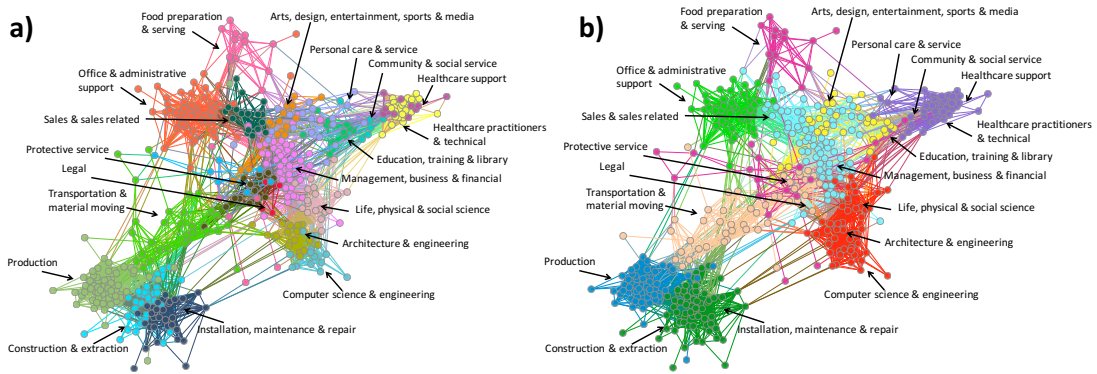 a)
Food preparation
& serving
Arts, design, entertainment, sports & media
Personal care & service
Community & social service
Healthcare support
Office & administrative
support
Sales & sales related
Healthcare practitioners
& technical
Protective service
Education, training & library
Legal
Management, business & financial
Transportation &
material moving
Life, physical & social science
Architecture & engineering
Production
Computer science & engineering
Installation, maintenance & repair
Construction & extraction
b)
Food preparation
& serving
Arts, design, entertainment, sports & media
Personal care & service
Community & social service
Healthcare support
Office & administrative
support
Sales & sales related
Healthcare practitioners
& technical
Protective service
Education, training & library
Legal
Management, business & financial
Transportation &
material moving
Life, physical & social science
Architecture & engineering
Production
Computer science & engineering
Installation, maintenance & repair
Construction & extraction